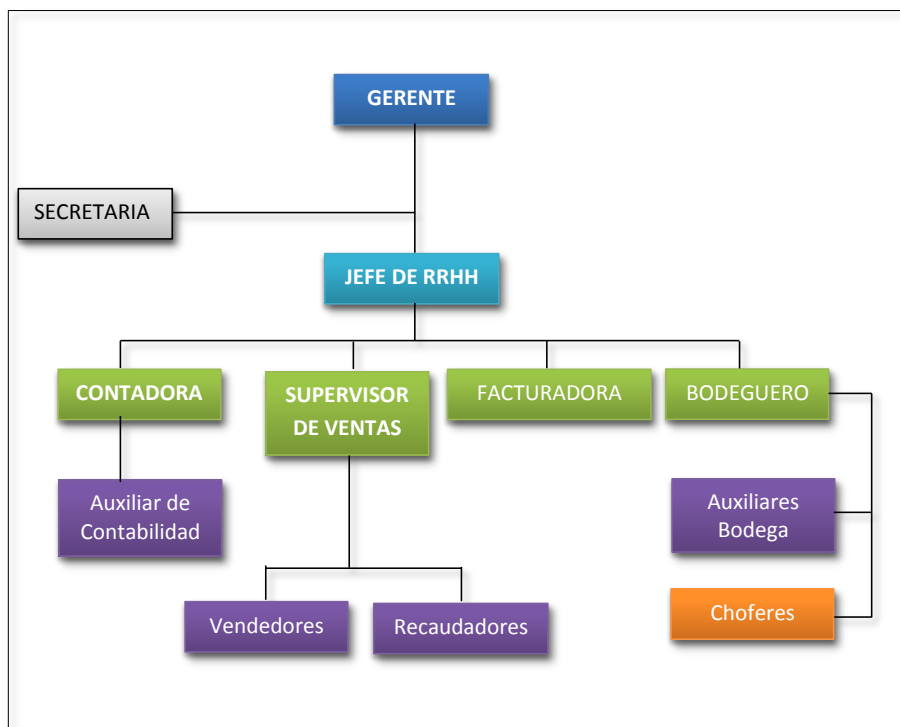 GERENTE
SECRETARIA
JEFE DE RRHH
CONTADORA
SUPERVISOR
DE VENTAS
FACTURADORA
BODEGUERO
Auxiliar de
Contabilidad
Auxiliares
Bodega
Vendedores
Recaudadores
Choferes